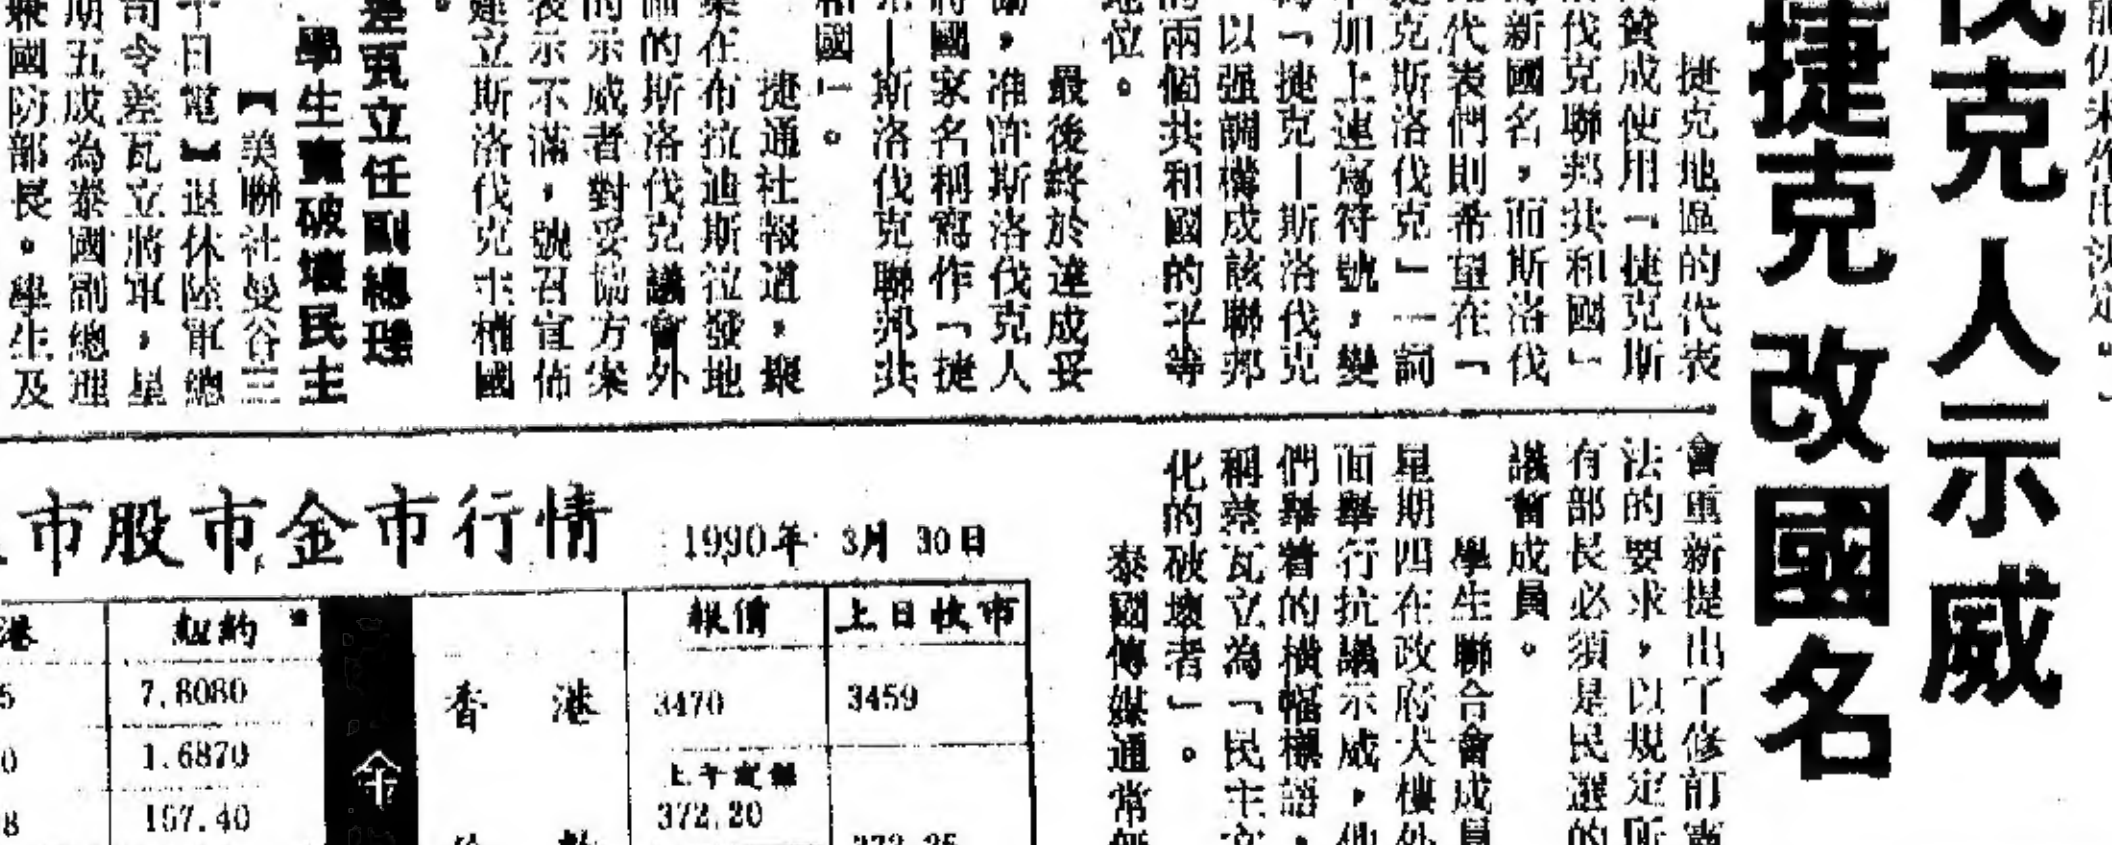 前仍未作出決定。」
伐克人示威
捷克改國名
捷克地區的代表
贊成使用「捷克斯
洛伐克聯邦共和國」
新國名，而斯洛伐
克代表們則希望在「
捷克斯洛伐克」一詞
中加上連寫符號，變
為「捷克—斯洛伐克
」以强調構成該聯邦
的兩個共和國的平等
地位。
最後終於達成妥
協，准許斯洛伐克人
將國家名稱寫作「捷
克—斯洛伐克聯邦共
和國」。
捷通社報道，聚
集在布拉迪斯拉發地
區的斯洛伐克議會外
的示威者對妥協方案
表示不滿，號召宣佈
建立斯洛伐克主權國
。
差瓦立任副總理
學生責破壞民主
【美聯社曼谷三
十日電】退休陸軍總
司令差瓦立將軍，星
期五成為泰國副總理
兼國防部長。學生及
會重新提出了修訂憲
法的要求，以規定所
有部長必須是民選的
議會成員。
學生聯合會成員
星期四在政府大樓外
面舉行抗議示威，他
們舉着的橫幅標語，
稱差瓦立為「民主文
化的破壞者」。
泰國傳媒通常
市股市金市行情
1990年 3月 30日
港 紐約
報價 上日收市
7.8080
香港 3470 3459
1.6870
上午定盤
金
167.40
372.20